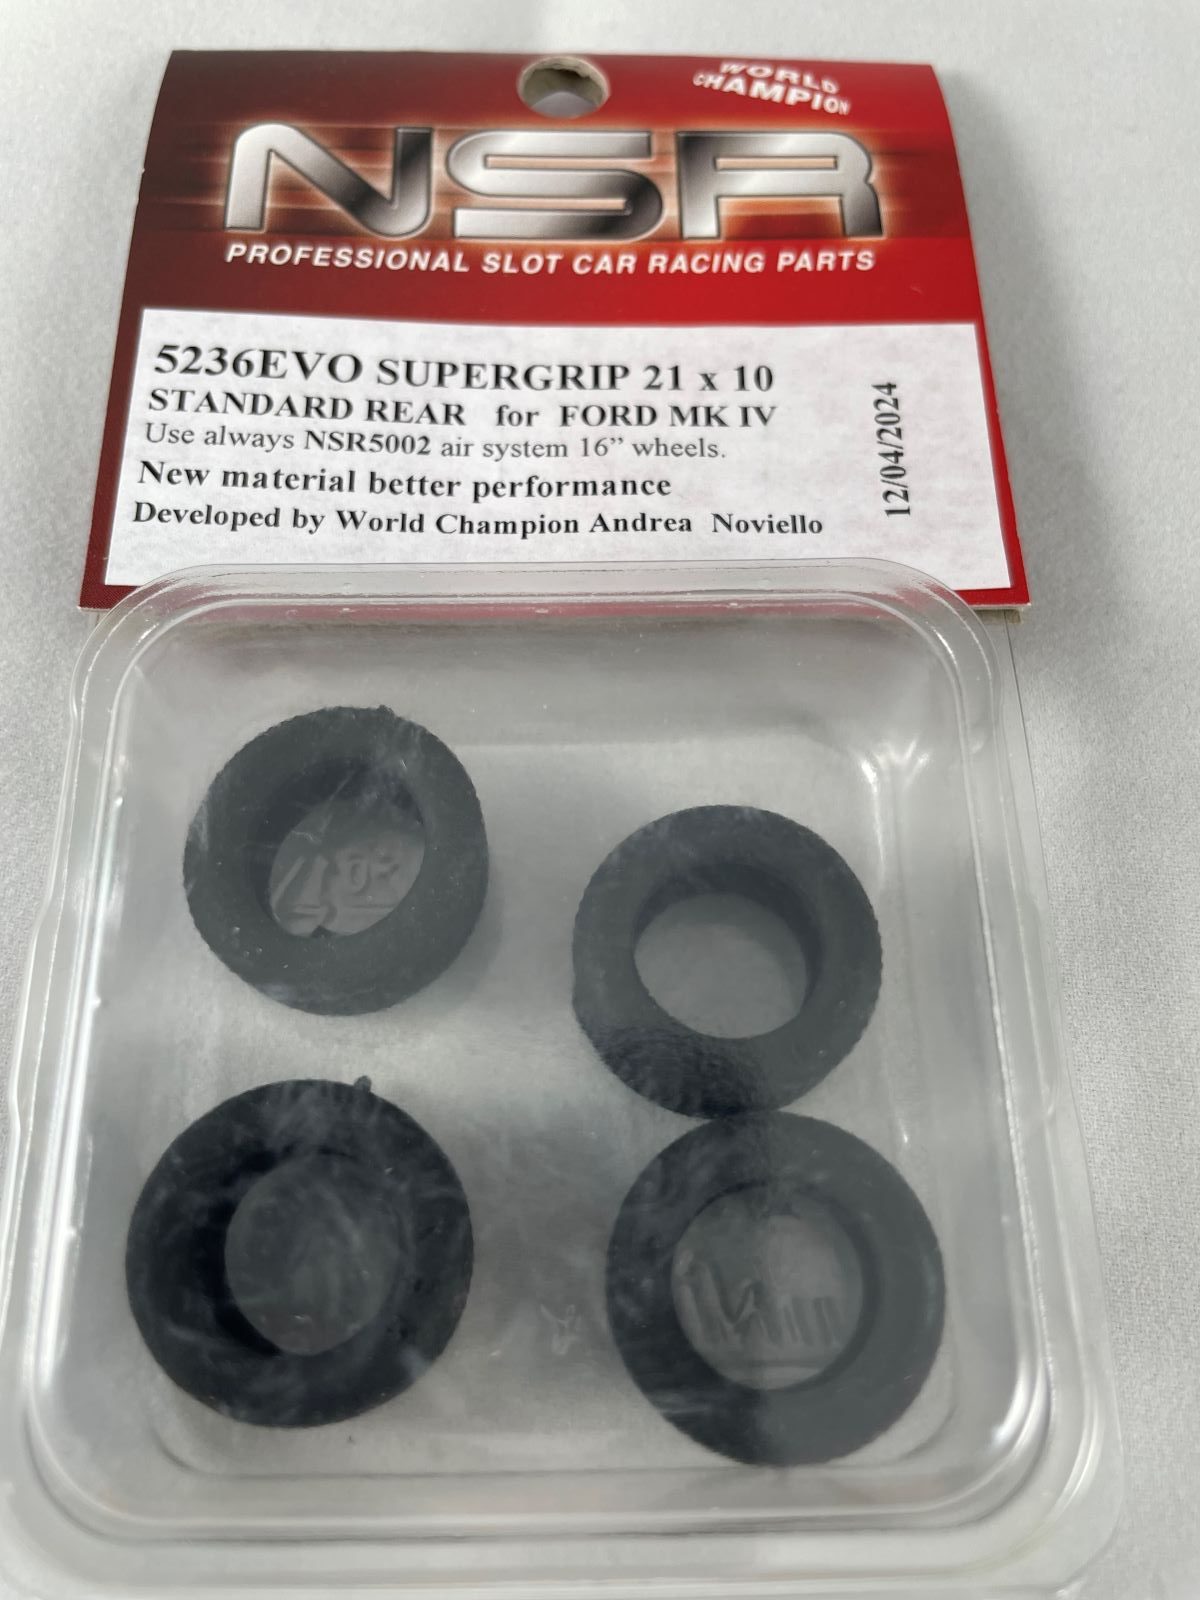 WORLD
CHAMPION
NSR
PROFESSIONAL SLOT CAR RACING PARTS
5236EVO SUPERGRIP 21 x 10
STANDARD REAR for FORD MK IV
Use always NSR5002 air system 16” wheels.
New material better performance
Developed by World Champion Andrea Noviello
12/04/2024